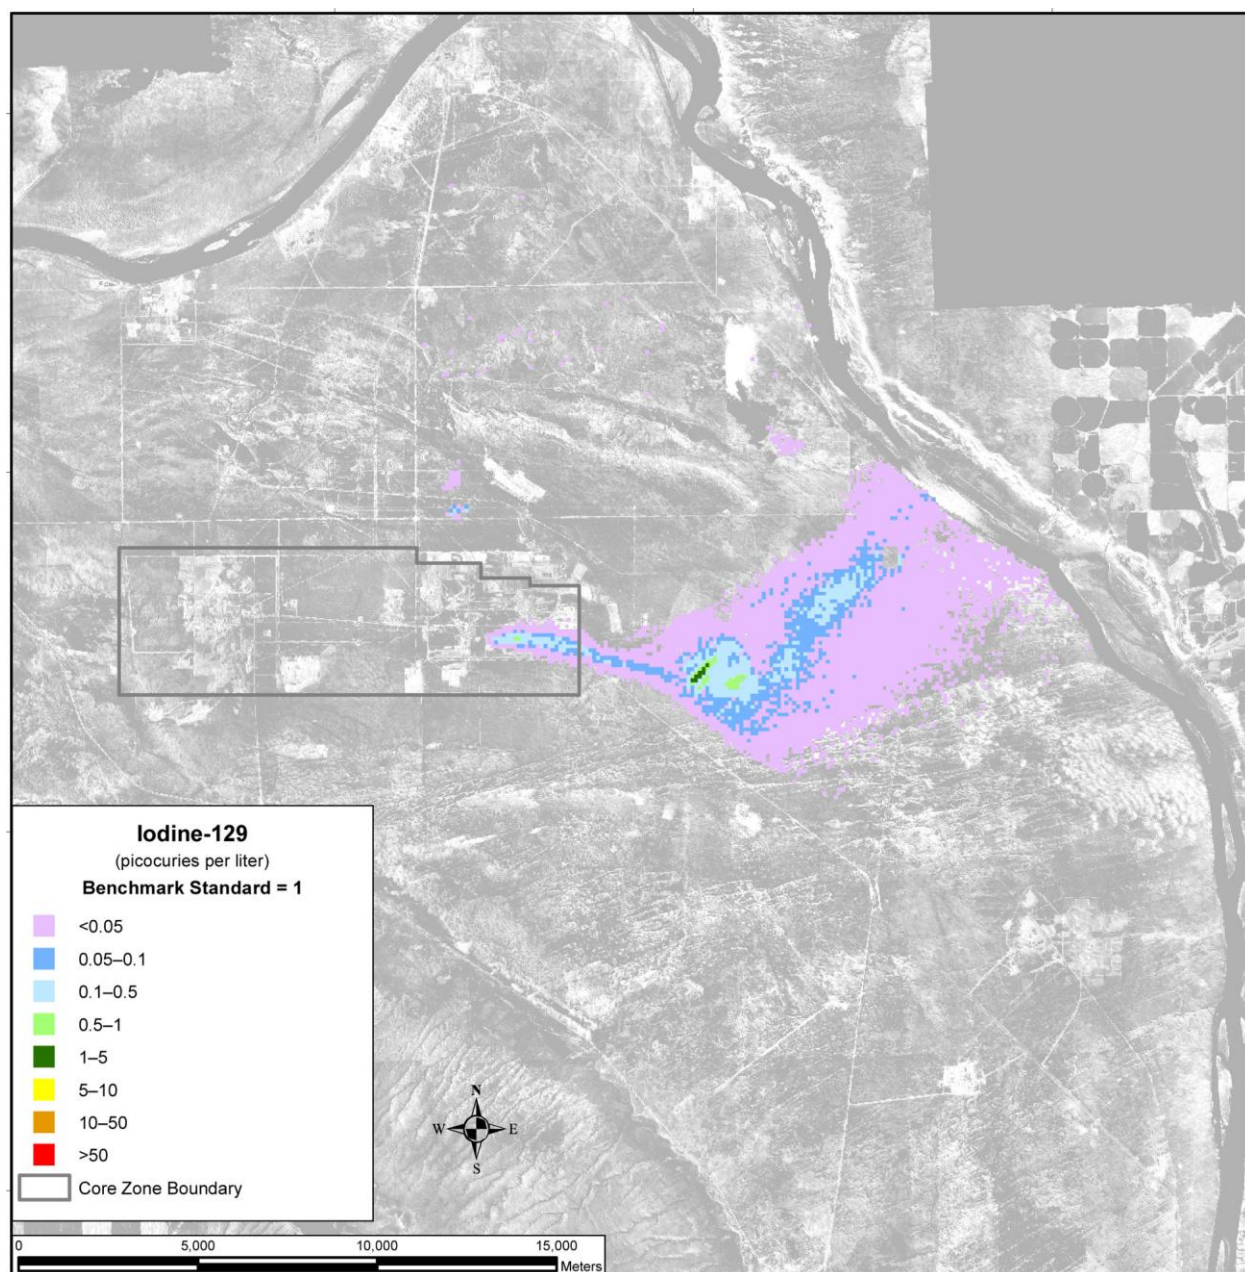 Iodine-129
(picocuries per liter)
Benchmark Standard = 1
<0.05
0.05–0.1
0.1–0.5
0.5–1
1–5
5–10
10–50
>50
Core Zone Boundary
N
W E
S
0 5,000 10,000 15,000
Meters